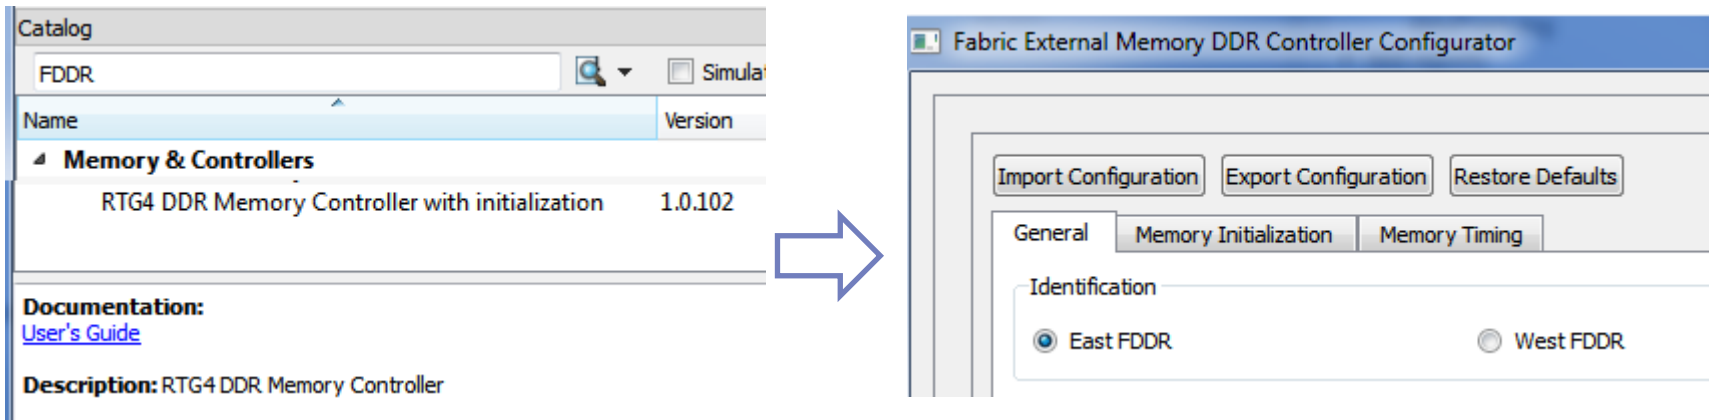 Catalog
FDDR
Simula
Name
Version
Memory & Controllers
RTG4 DDR Memory Controller with initialization 1.0.102
Documentation:
User's Guide
Description: RTG4 DDR Memory Controller
Fabric External Memory DDR Controller Configurator
Import Configuration
Export Configuration
Restore Defaults
General
Memory Initialization
Memory Timing
Identification
East FDDR
West FDDR